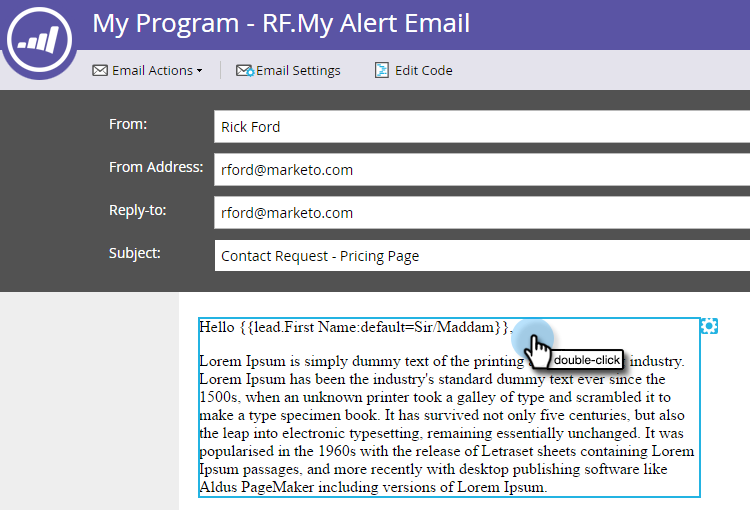 My Program - RF.My Alert Email
Email Actions
Email Settings
Edit Code
From:
Rick Ford
From Address:
rford@marketo.com
Reply-to:
rford@marketo.com
Subject:
Contact Request - Pricing Page
Hello {{lead.First Name:default=Sir/Maddam}},
double-click
Lorem Ipsum is simply dummy text of the printing industry.
Lorem Ipsum has been the industry's standard dummy text ever since the
1500s, when an unknown printer took a galley of type and scrambled it to
make a type specimen book. It has survived not only five centuries, but also
the leap into electronic typesetting, remaining essentially unchanged. It was
popularised in the 1960s with the release of Letraset sheets containing Lorem
Ipsum passages, and more recently with desktop publishing software like
Aldus PageMaker including versions of Lorem Ipsum.